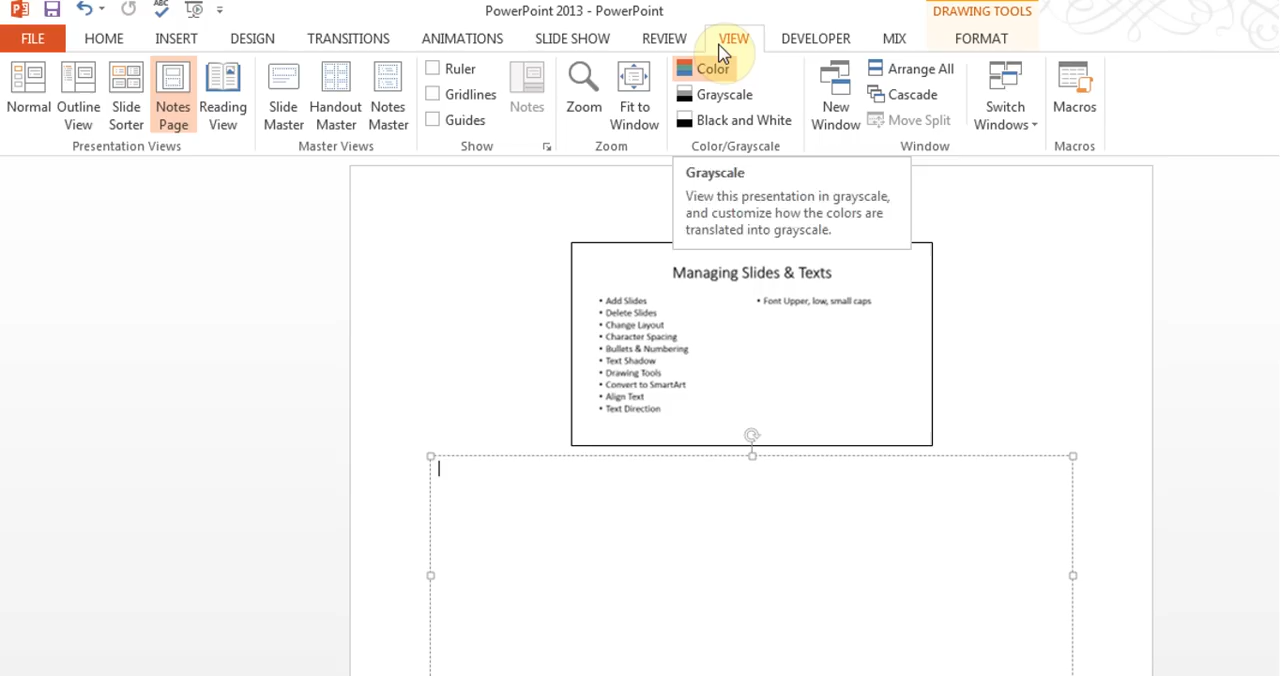 PowerPoint 2013 - PowerPoint
DRAWING TOOLS
ABC
FILE HOME INSERT DESIGN TRANSITIONS ANIMATIONS SLIDE SHOW REVIEW VIEW DEVELOPER MIX FORMAT
Normal
Outline View
Slide Sorter
Notes Page
Reading View
Presentation Views
Slide Master
Handout Master
Notes Master
Master Views
Ruler
Gridlines
Guides
Notes
Show
Zoom
Fit to Window
Zoom
Color
Grayscale
Black and White
Color/Grayscale
New Window
Arrange All
Cascade
Move Split
Switch Windows
Window
Macros
Macros
Grayscale
View this presentation in grayscale,
and customize how the colors are
translated into grayscale.
Managing Slides & Texts
• Add Slides
• Delete Slides
• Change Layout
• Character Spacing
• Bullets & Numbering
• Text Shadow
• Drawing Tools
• Convert to SmartArt
• Align Text
• Text Direction
• Font Upper, low, small caps